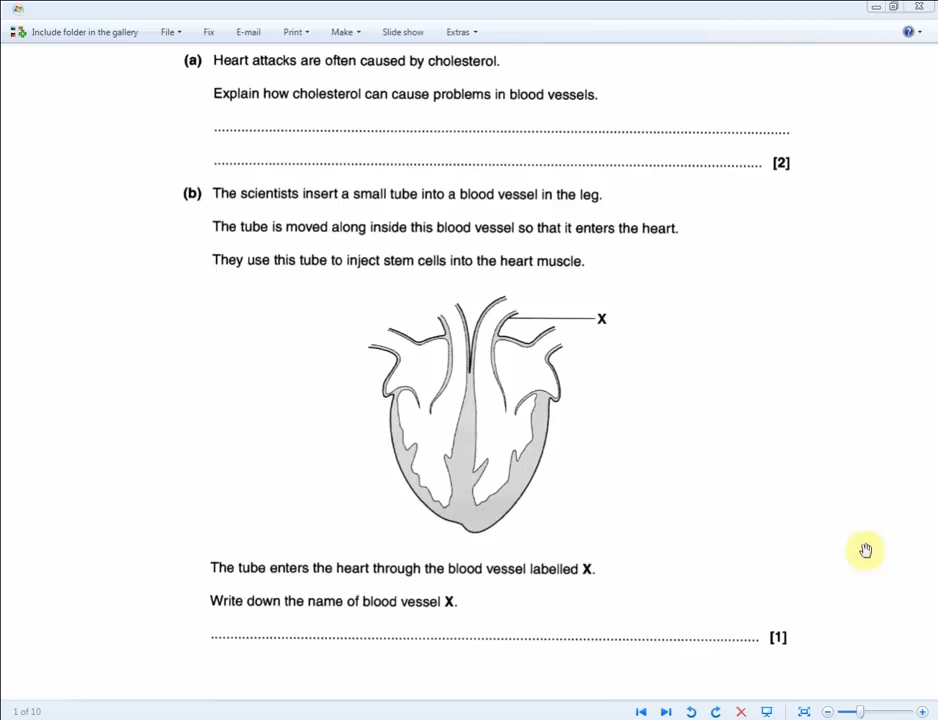 Include folder in the gallery File Fix E-mail Print Make Slide show Extras
(a) Heart attacks are often caused by cholesterol.
Explain how cholesterol can cause problems in blood vessels.
[2]
(b) The scientists insert a small tube into a blood vessel in the leg.
The tube is moved along inside this blood vessel so that it enters the heart.
They use this tube to inject stem cells into the heart muscle.
X
The tube enters the heart through the blood vessel labelled X.
Write down the name of blood vessel X.
[1]
1 of 10